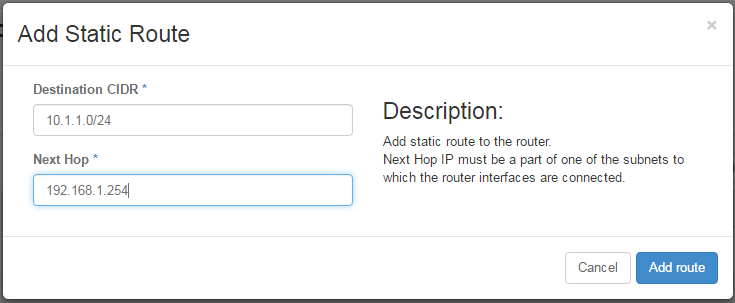 Add Static Route
×
Destination CIDR *
10.1.1.0/24
Next Hop *
192.168.1.254
Description:
Add static route to the router.
Next Hop IP must be a part of one of the subnets to
which the router interfaces are connected.
Cancel
Add route